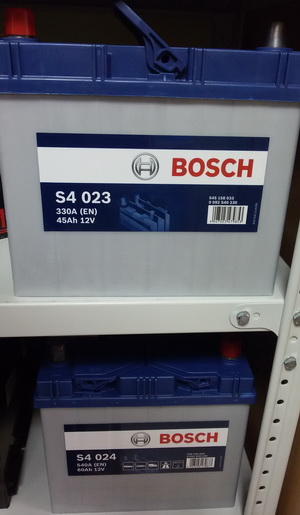 BOSCH
S4 023
330A (EN)
45Ah 12V
545 158 033
0 092 S40 230
BOSCH
S4 024
540A (EN)
60Ah 12V